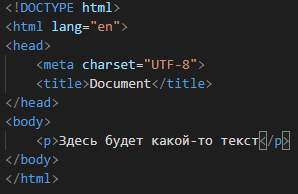 <!DOCTYPE html>
<html lang="en">
<head>
    <meta charset="UTF-8">
    <title>Document</title>
</head>
<body>
    <p>Здесь будет какой-то текст</p>
</body>
</html>